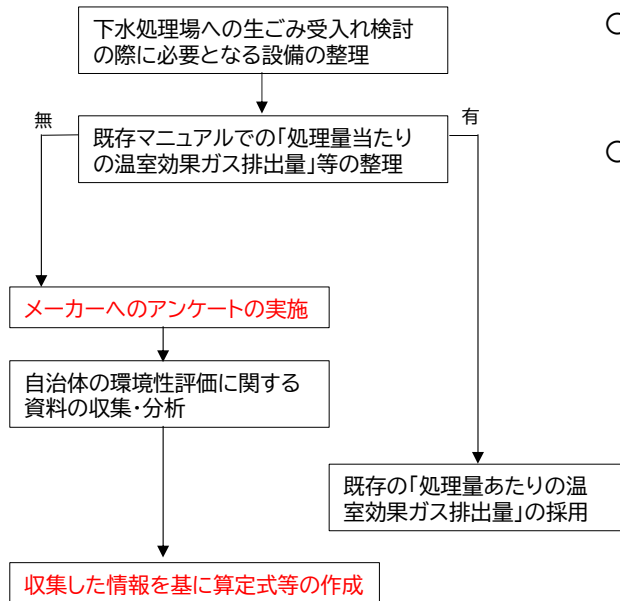 下水処理場への生ごみ受入れ検討
の際に必要となる設備の整理
無
有
既存マニュアルでの「処理量当たり
の温室効果ガス排出量」等の整理
メーカーへのアンケートの実施
自治体の環境性評価に関する
資料の収集・分析
既存の「処理量あたりの温
室効果ガス排出量」の採用
収集した情報を基に算定式等の作成